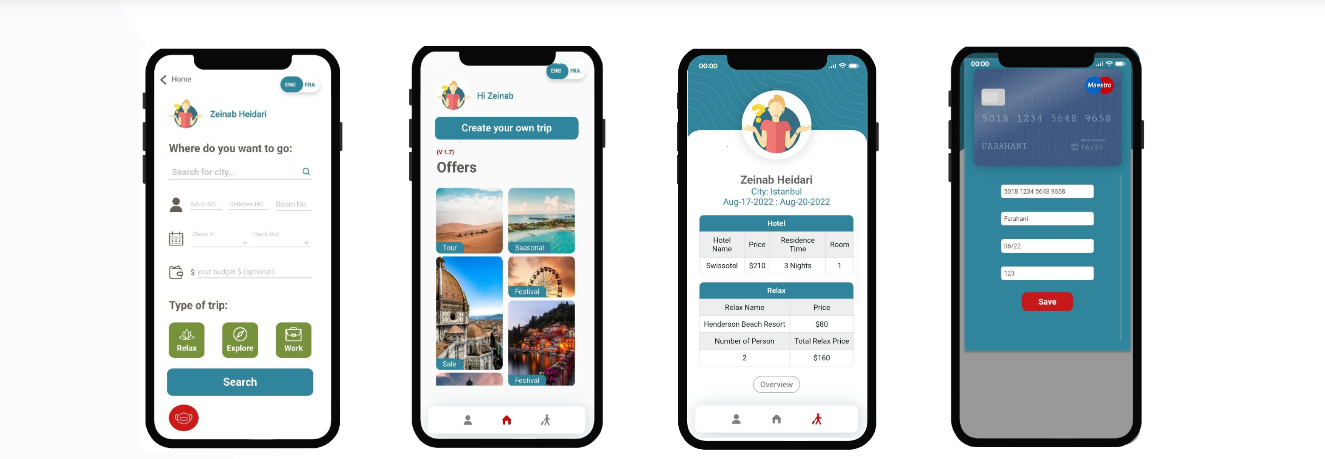 Home
ENG FRA
Zeinab Heidari
Where do you want to go:
Search for city...
Adult NO. Children NO. Room No.
Check In Check Out
$ your budget $ (optional)
Type of trip:
Relax Explore Work
Search
ENG FRA
Hi Zeinab
Create your own trip
(V 1.7)
Offers
Tour Seasonal
Festival
Sale Festival
00:00
Zeinab Heidari
City: Istanbul
Aug-17-2022 : Aug-20-2022
Hotel
Hotel Name Price Residence Time Room
Swissotel $210 3 Nights 1
Relax
Relax Name Price
Henderson Beach Resort $80
Number of Person Total Relax Price
2 $160
Overview
00:00
Maestro
5018 1234 5648 9658
FARAHANI 06/22
5018 1234 5648 9658
Farahani
06/22
123
Save